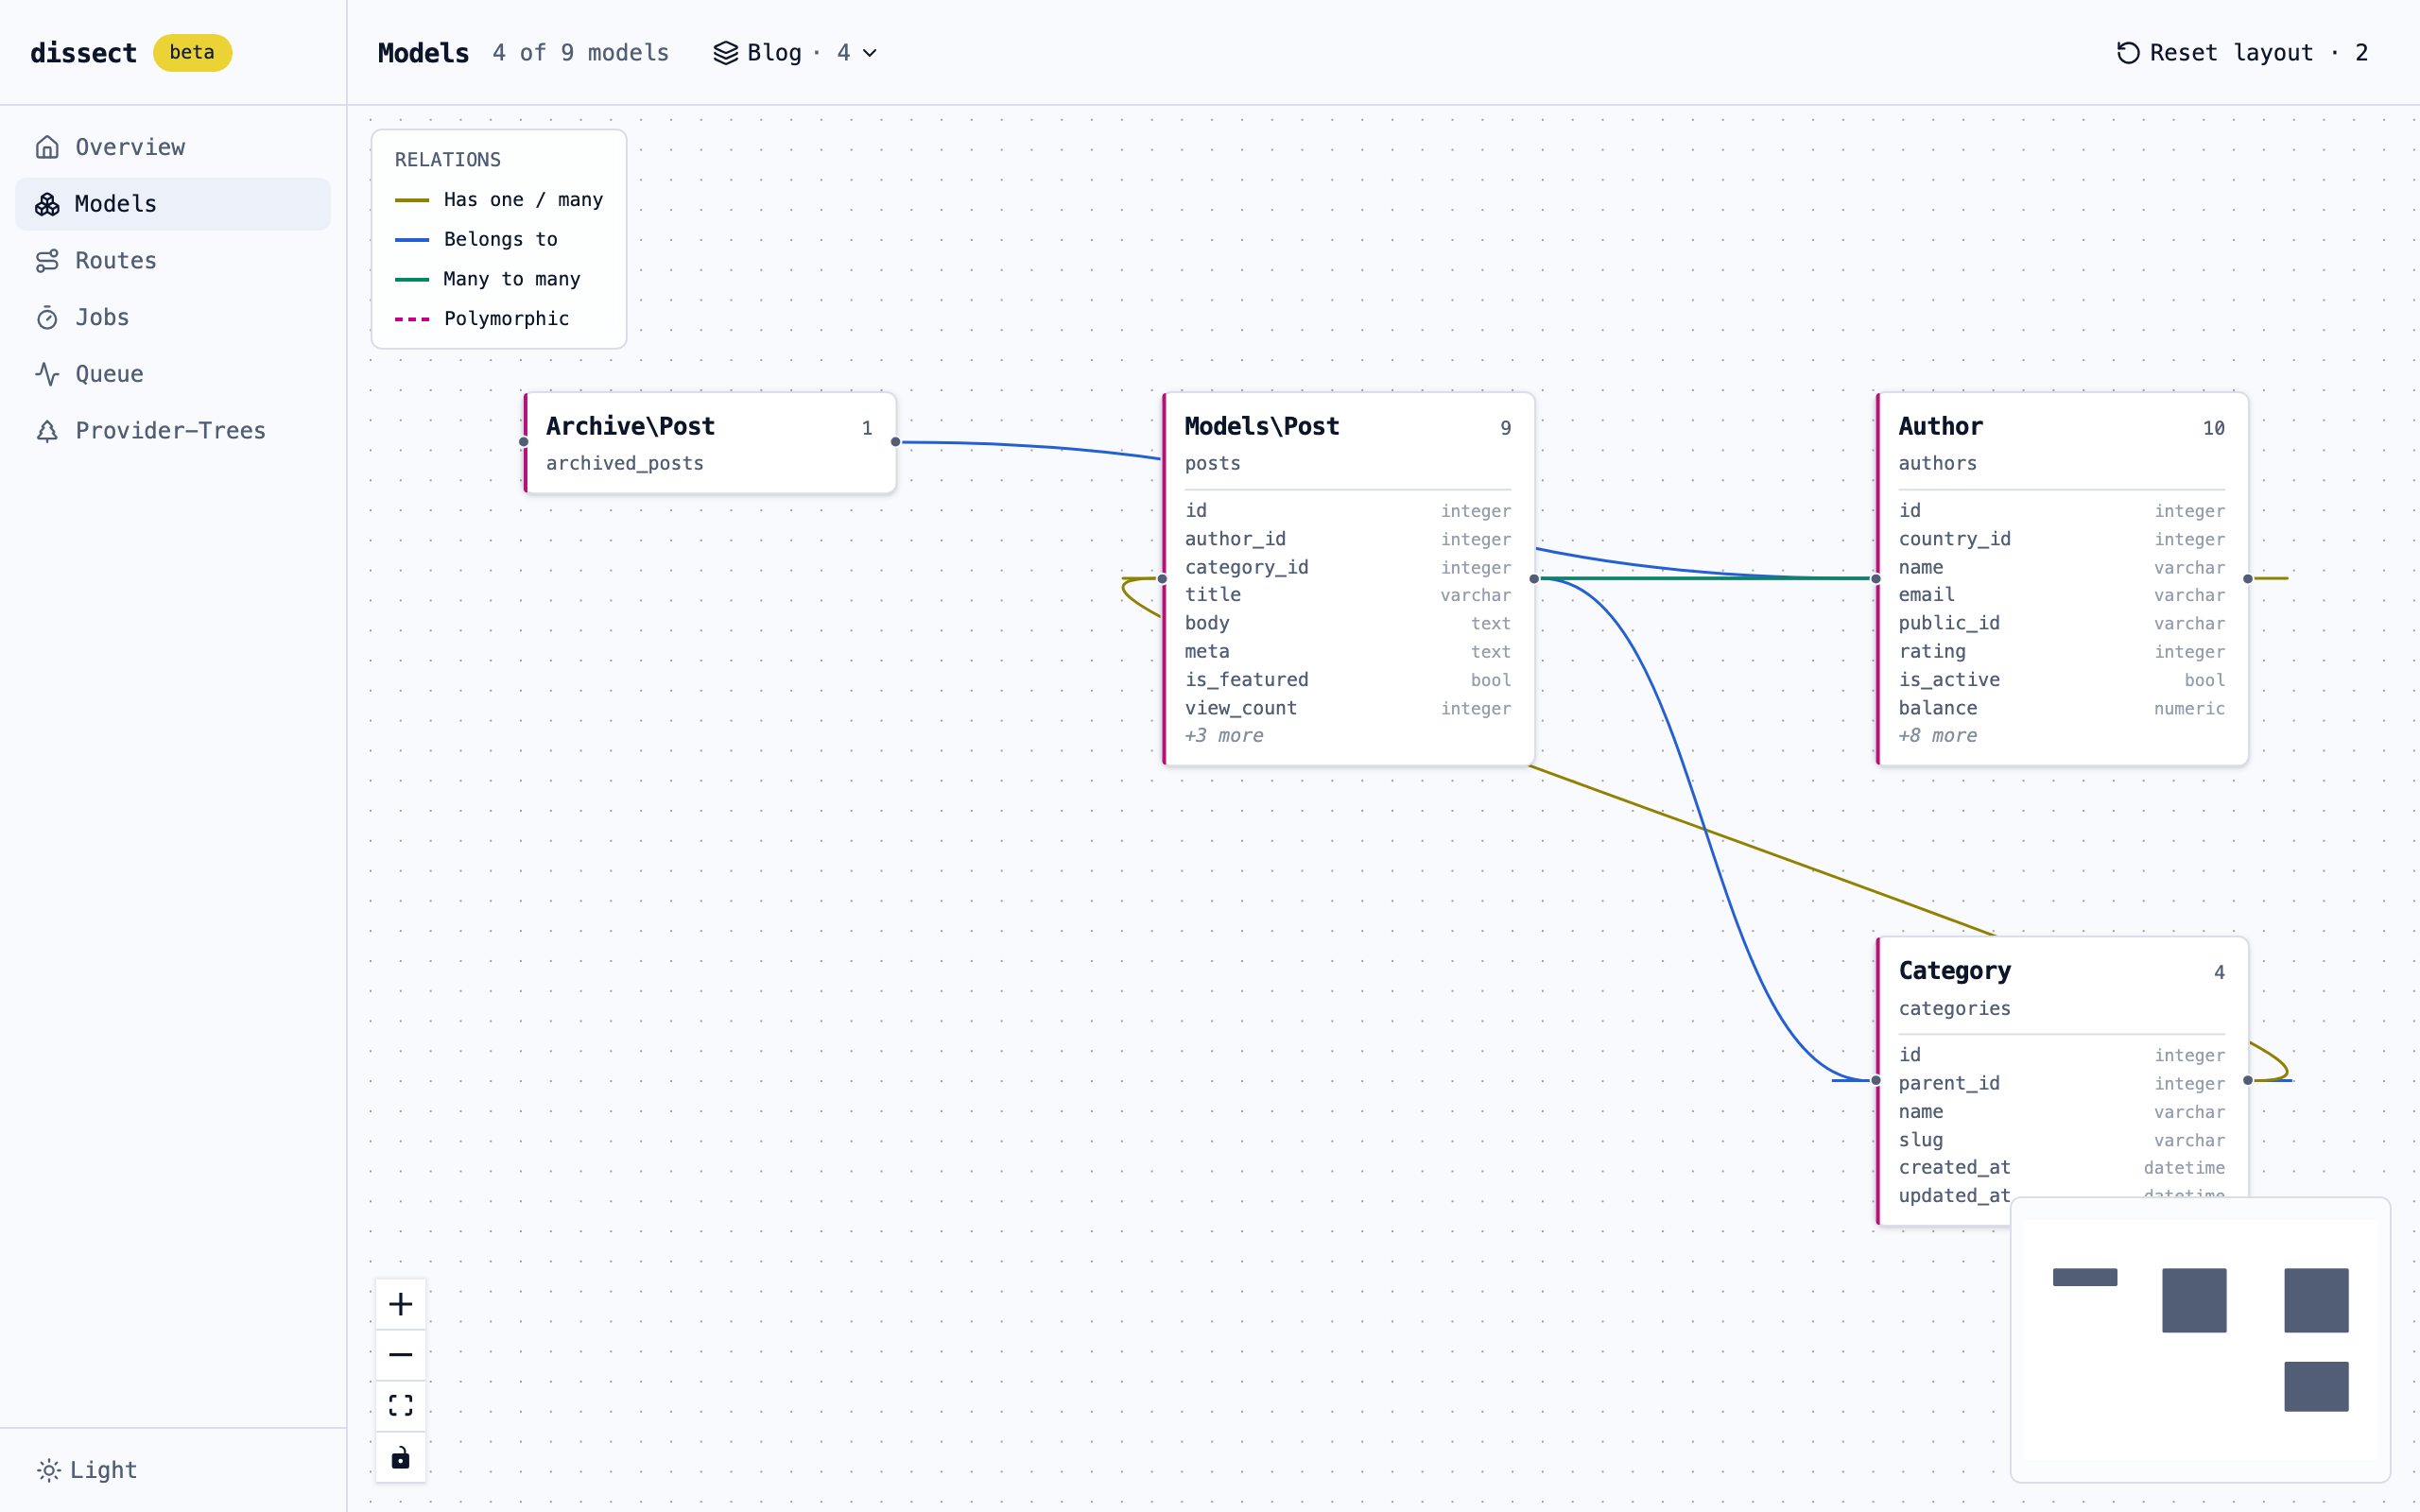 dissect beta
Models 4 of 9 models Blog · 4
Reset layout · 2
Overview
Models
Routes
Jobs
Queue
Provider-Trees
Light
RELATIONS
Has one / many
Belongs to
Many to many
Polymorphic
Archive\Post 1
archived_posts
Models\Post 9
posts
id integer
author_id integer
category_id integer
title varchar
body text
meta text
is_featured bool
view_count integer
+3 more
Author 10
authors
id integer
country_id integer
name varchar
email varchar
public_id varchar
rating integer
is_active bool
balance numeric
+8 more
Category 4
categories
id integer
parent_id integer
name varchar
slug varchar
created_at datetime
updated_at datetime